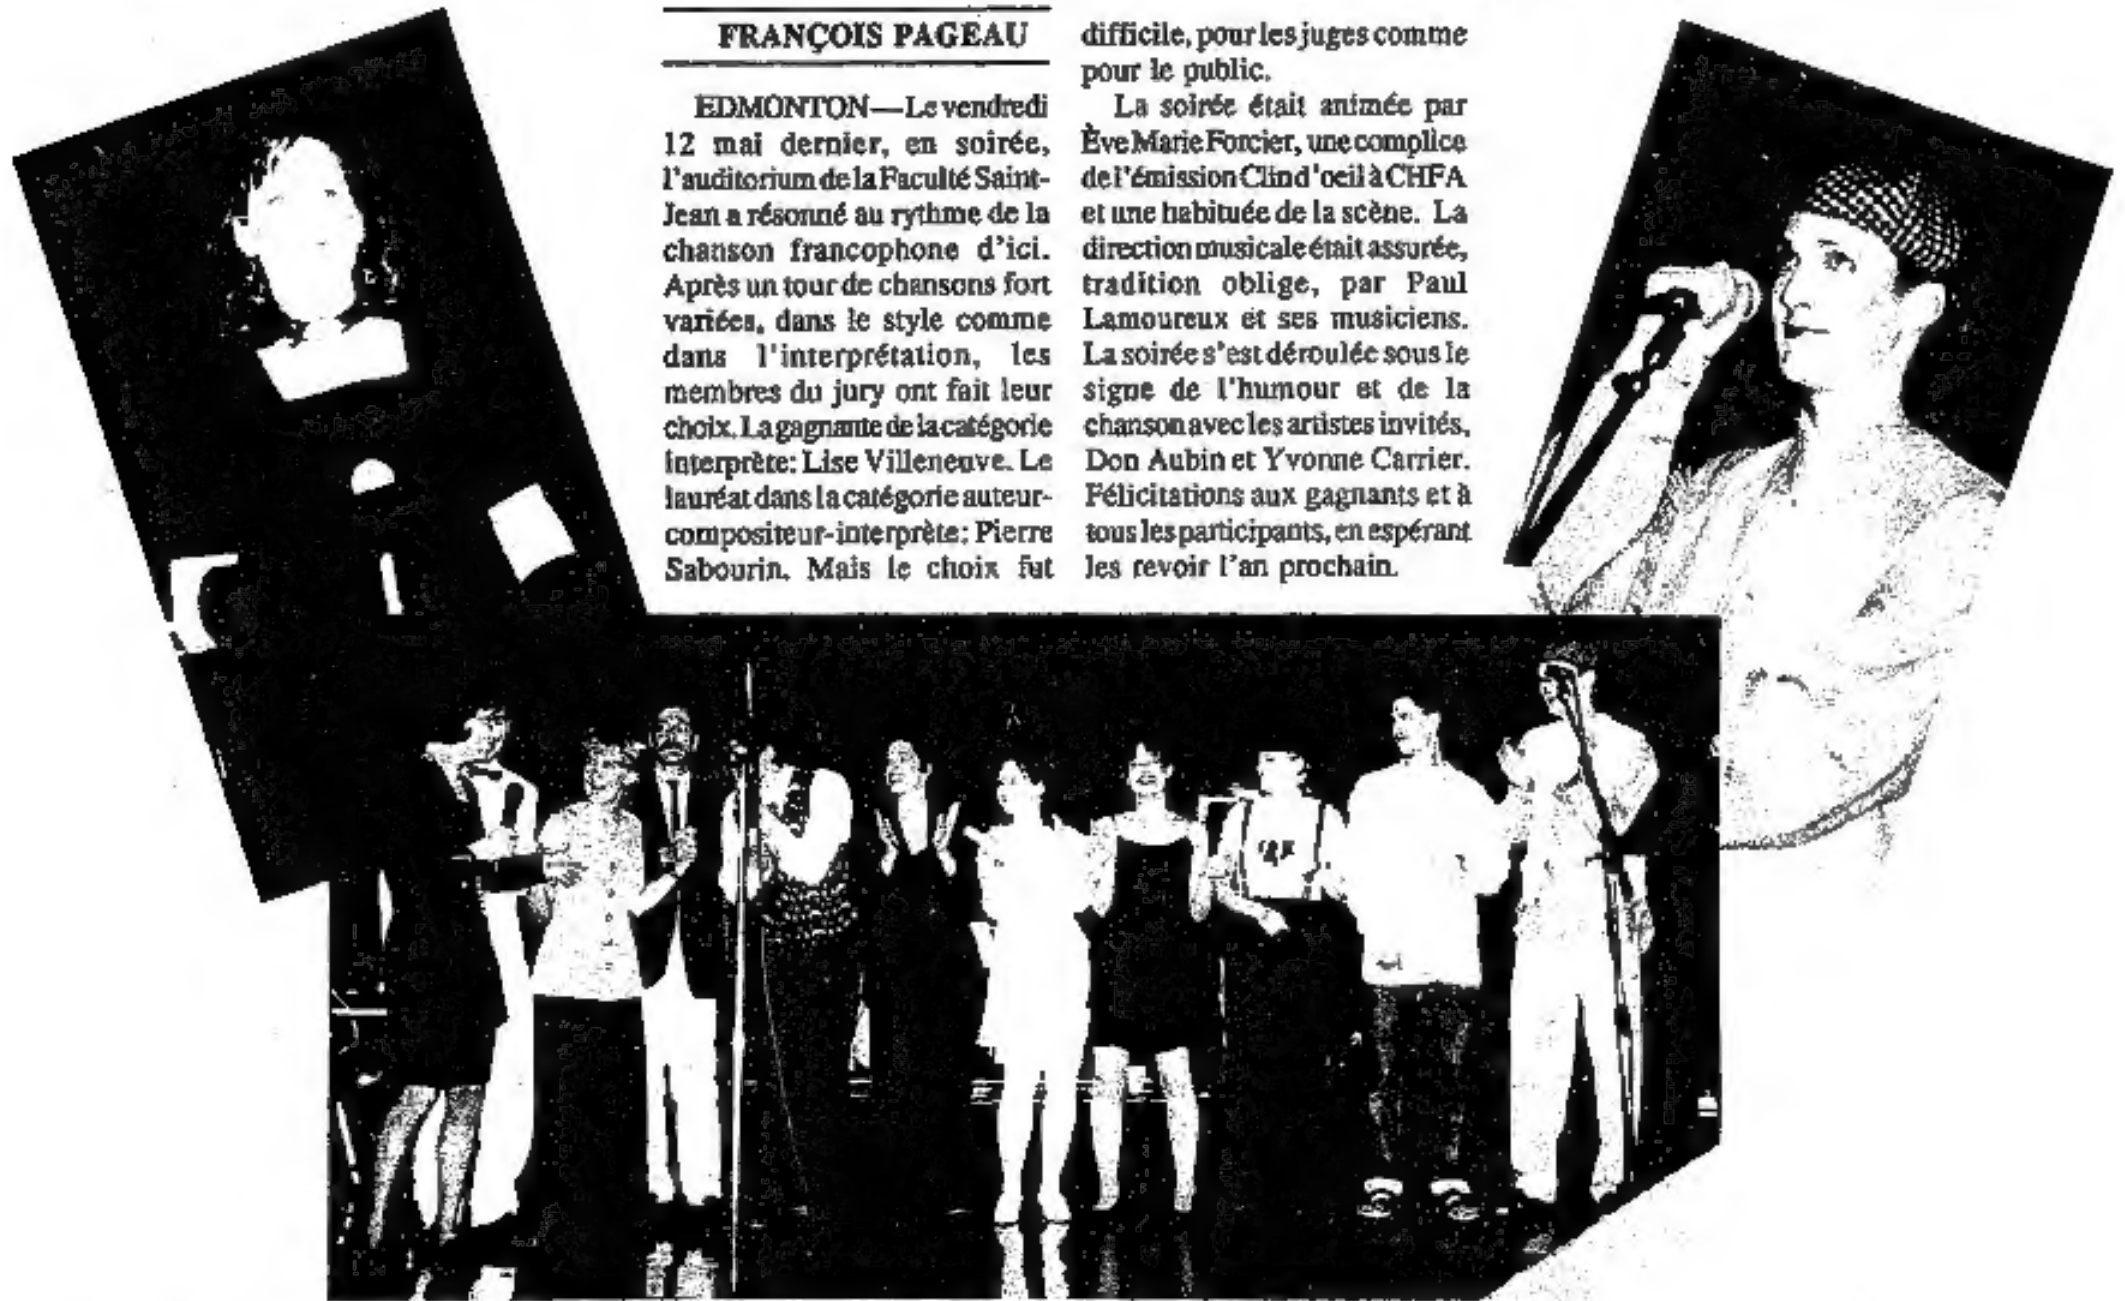 FRANÇOIS PAGEAU
EDMONTON—Le vendredi
12 mai dernier, en soirée,
l'auditorium de la Faculté Saint-
Jean a résonné au rythme de la
chanson francophone d'ici.
Après un tour de chansons fort
variées, dans le style comme
dans l'interprétation, les
membres du jury ont fait leur
choix. La gagnante de la catégorie
interprète: Lise Villeneuve. Le
lauréat dans la catégorie auteur-
compositeur-interprète: Pierre
Sabourin. Mais le choix fut
difficile, pour les juges comme
pour le public.
La soirée était animée par
Ève Marie Forcier, une complice
de l'émission Clin d'oeil à CHFA
et une habituée de la scène. La
direction musicale était assurée,
tradition oblige, par Paul
Lamoureux et ses musiciens.
La soirée s'est déroulée sous le
signe de l'humour et de la
chanson avec les artistes invités,
Don Aubin et Yvonne Carrier.
Félicitations aux gagnants et à
tous les participants, en espérant
les revoir l'an prochain.